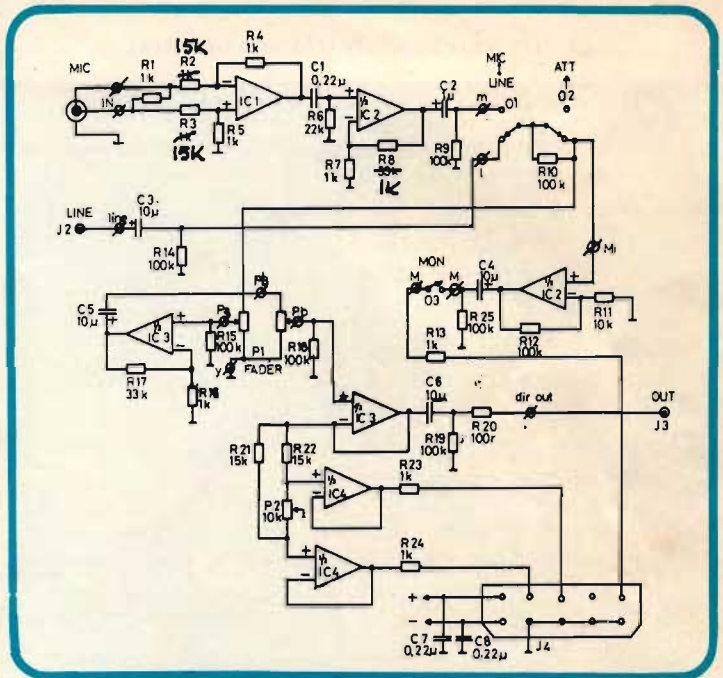 MIC
IN
R1
1k
15K
R2
1k
R3
1k
15K
R4
1k
IC1
R5
1k
C1
0,22µ
R6
22k
½
IC2
R7
1k
R8
33k
1K
C2
1µ
R9
100k
MIC
LINE
m
O1
ATT
O2
l
R10
100k
LINE
J2
line
C3
10µ
R14
100k
Mi
MON
M
O3
M
C4
10µ
½
IC2
R11
10k
R12
100k
R25
100k
R13
1k
C5
10µ
½
IC3
Pa
R15
100k
Pb
R16
100k
P1
FADER
y
R17
33k
R18
1k
½
IC3
C6
10µ
R19
100k
R20
100r
dir out
OUT
J3
R21
15k
R22
15k
P2
10k
½
IC4
R23
1k
½
IC4
R24
1k
+
-
C7
0,22µ
C8
0,22µ
J4